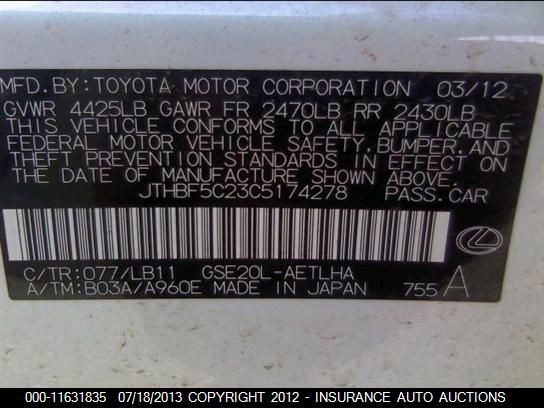 MFD. BY: TOYOTA MOTOR CORPORATION 03/12
GVWR 4425LB GAWR FR 2470LB RR 2430LB
THIS VEHICLE CONFORMS TO ALL APPLICABLE
FEDERAL MOTOR VEHICLE SAFETY, BUMPER, AND
THEFT PREVENTION STANDARDS IN EFFECT ON
THE DATE OF MANUFACTURE SHOWN ABOVE.
JTHBF5C23C5174278 PASS. CAR
C/TR: 077/LB11 GSE20L-AETLHA
A/TM: B03A/A960E MADE IN JAPAN 755 A
000-11631835 07/18/2013 COPYRIGHT 2012 - INSURANCE AUTO AUCTIONS